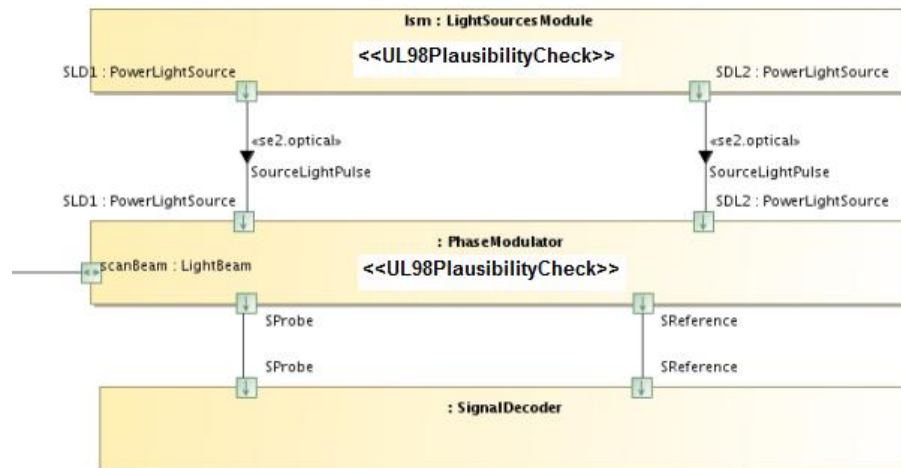 lsm : LightSourcesModule
<<UL98PlausibilityCheck>>
SLD1 : PowerLightSource
SDL2 : PowerLightSource
«se2.optical»
«se2.optical»
SourceLightPulse
SourceLightPulse
SLD1 : PowerLightSource
SDL2 : PowerLightSource
: PhaseModulator
scanBeam : LightBeam
<<UL98PlausibilityCheck>>
SProbe
SReference
SProbe
SReference
: SignalDecoder